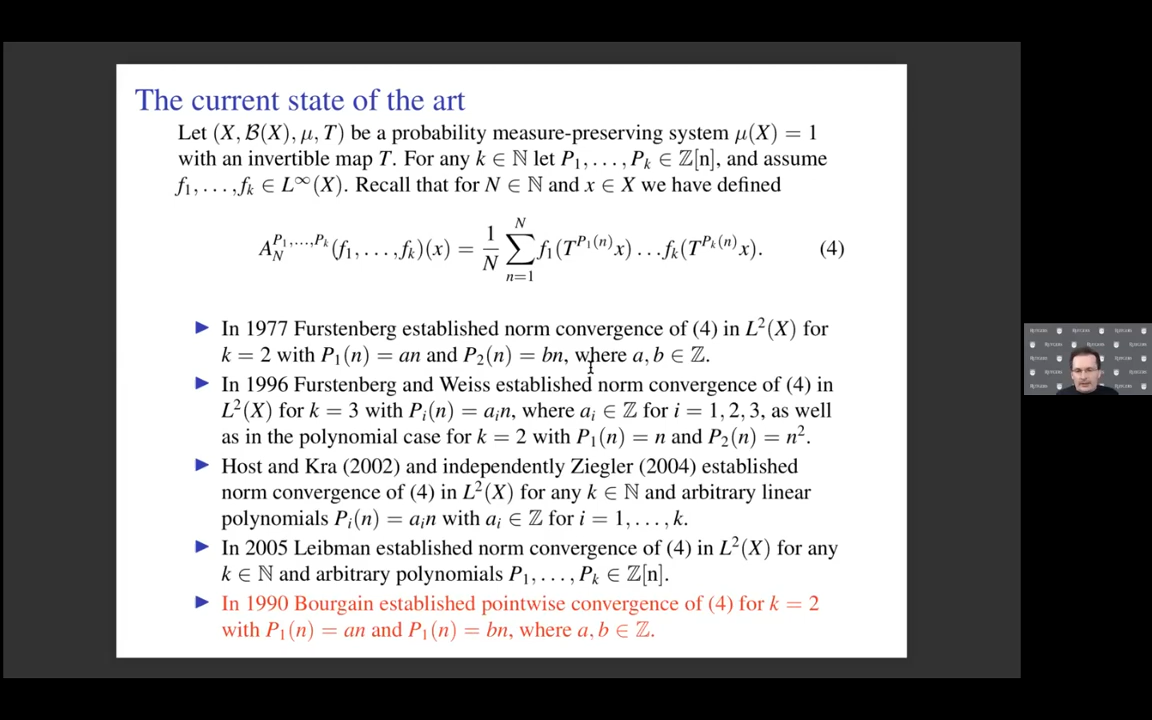 The current state of the art
Let (X, ℬ(X), μ, T) be a probability measure-preserving system μ(X) = 1
with an invertible map T. For any k ∈ ℕ let P₁, . . . , Pₖ ∈ ℤ[n], and assume
f₁, . . . , fₖ ∈ L^∞(X). Recall that for N ∈ ℕ and x ∈ X we have defined
A_N^{P₁,...,Pₖ}(f₁, . . . , fₖ)(x) = \frac{1}{N} \sum_{n=1}^{N} f₁(T^{P₁(n)}x) . . . fₖ(T^{Pₖ(n)}x). (4)
▶ In 1977 Furstenberg established norm convergence of (4) in L²(X) for
k = 2 with P₁(n) = an and P₂(n) = bn, where a, b ∈ ℤ.
▶ In 1996 Furstenberg and Weiss established norm convergence of (4) in
L²(X) for k = 3 with Pᵢ(n) = aᵢn, where aᵢ ∈ ℤ for i = 1, 2, 3, as well
as in the polynomial case for k = 2 with P₁(n) = n and P₂(n) = n².
▶ Host and Kra (2002) and independently Ziegler (2004) established
norm convergence of (4) in L²(X) for any k ∈ ℕ and arbitrary linear
polynomials Pᵢ(n) = aᵢn with aᵢ ∈ ℤ for i = 1, . . . , k.
▶ In 2005 Leibman established norm convergence of (4) in L²(X) for any
k ∈ ℕ and arbitrary polynomials P₁, . . . , Pₖ ∈ ℤ[n].
▶ In 1990 Bourgain established pointwise convergence of (4) for k = 2
with P₁(n) = an and P₁(n) = bn, where a, b ∈ ℤ.